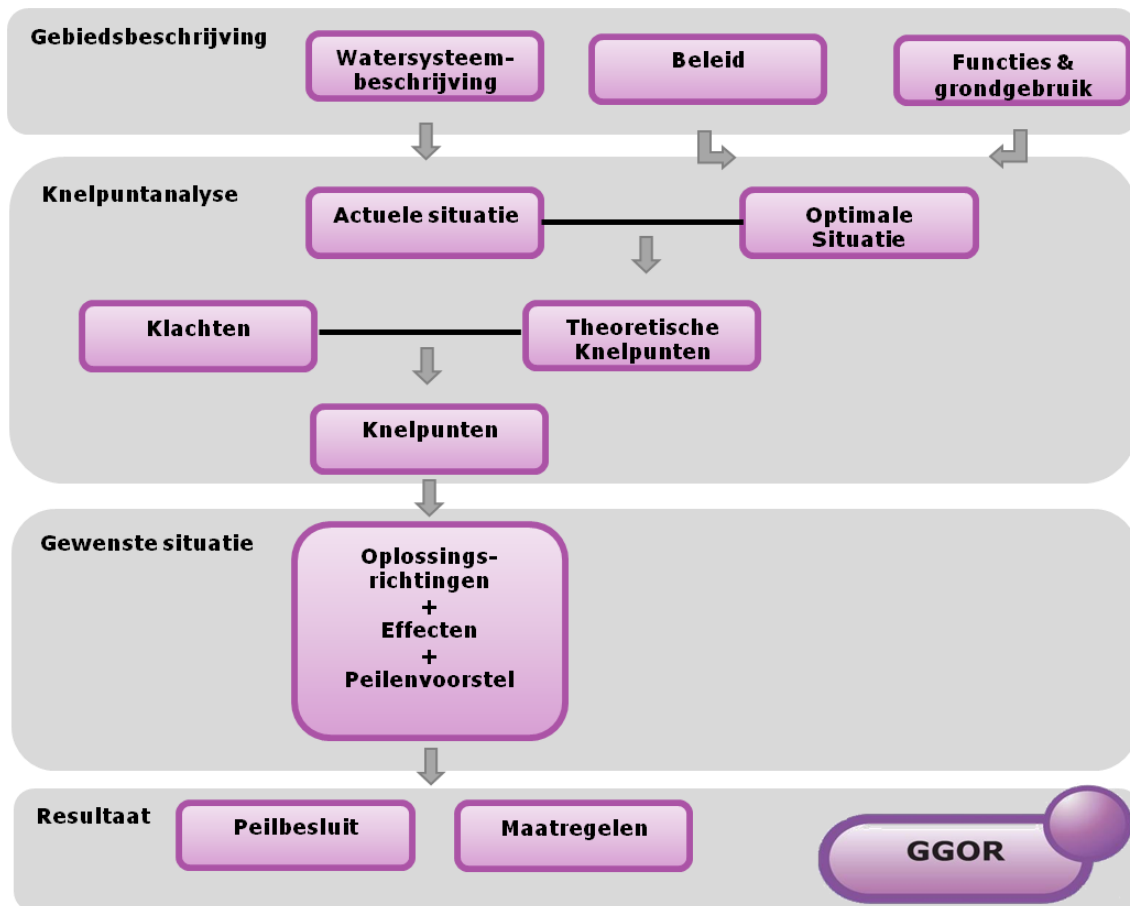 Gebiedsbeschrijving
Watersysteem-
beschrijving
Beleid
Functies &
grondgebruik
Knelpuntanalyse
Actuele situatie
Optimale
Situatie
Klachten
Theoretische
Knelpunten
Knelpunten
Gewenste situatie
Oplossings-
richtingen
+
Effecten
+
Peilenvoorstel
Resultaat
Peilbesluit
Maatregelen
GGOR